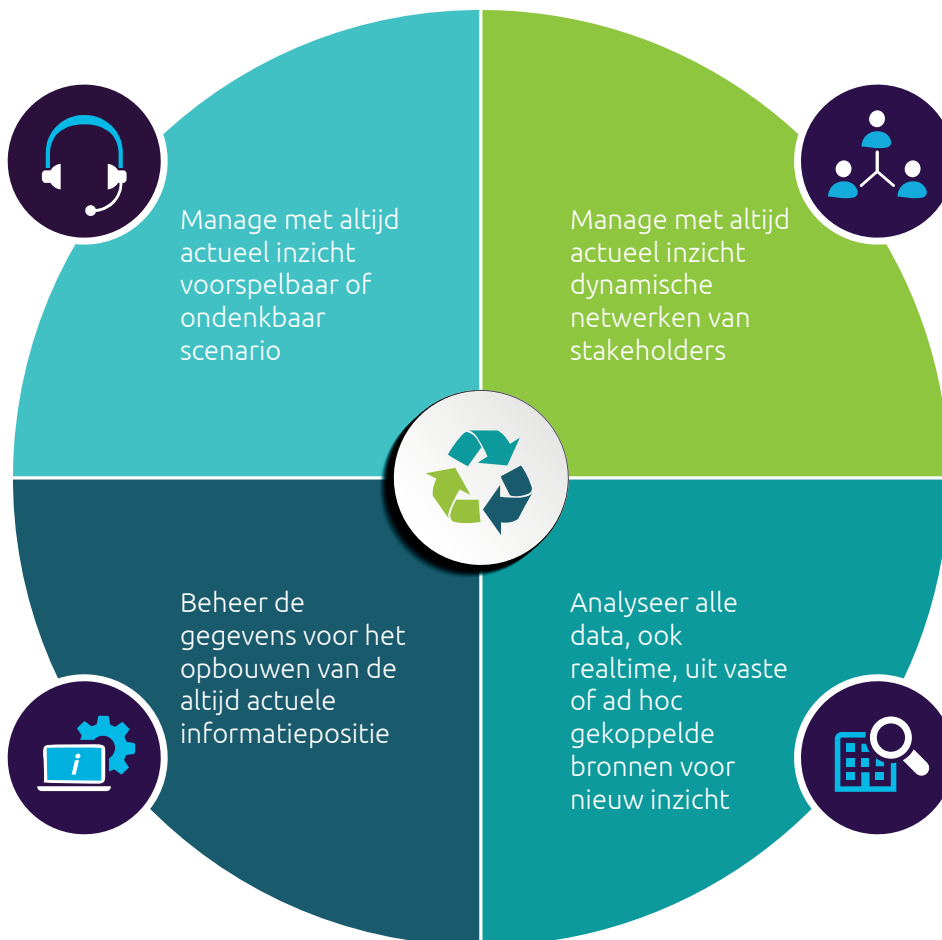 Manage met altijd
actueel inzicht
voorspelbaar of
ondenkbaar
scenario
Manage met altijd
actueel inzicht
dynamische
netwerken van
stakeholders
Beheer de
gegevens voor het
opbouwen van de
altijd actuele
informatiepositie
i
Analyseer alle
data, ook
realtime, uit vaste
of ad hoc
gekoppelde
bronnen voor
nieuw inzicht